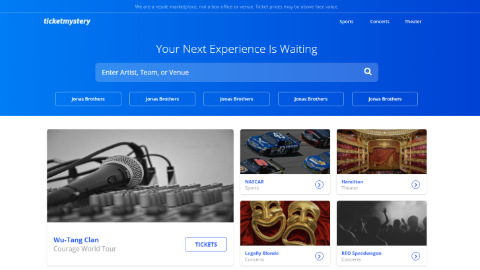 We are a resale marketplace, not a box office or venue. Ticket prices may be above face value.
ticketmystery
Sports
Concerts
Theater
Your Next Experience Is Waiting
Enter Artist, Team, or Venue
Jonas Brothers
Jonas Brothers
Jonas Brothers
Jonas Brothers
Jonas Brothers
NASCAR
Sports
Hamilton
Theater
Wu-Tang Clan
Courage World Tour
TICKETS
Legally Blonde
Concerts
REO Speedwagon
Concerts